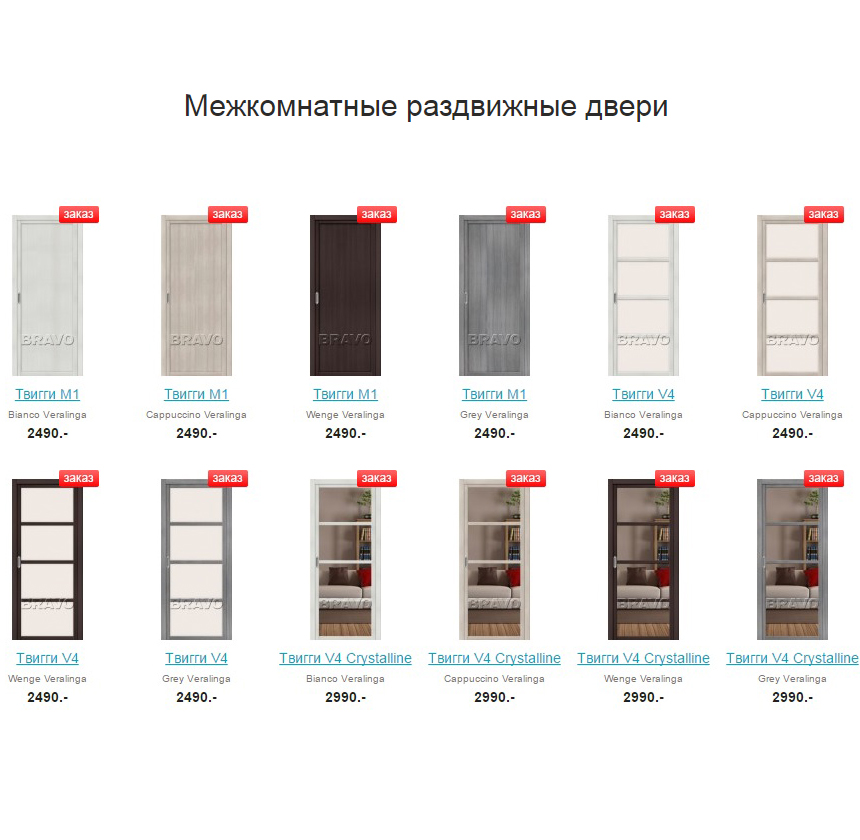 Межкомнатные раздвижные двери
заказ заказ заказ заказ заказ заказ
BRAVO BRAVO BRAVO BRAVO BRAVO BRAVO
Твигги M1 Твигги M1 Твигги M1 Твигги M1 Твигги V4 Твигги V4
Bianco Veralinga Cappuccino Veralinga Wenge Veralinga Grey Veralinga Bianco Veralinga Cappuccino Veralinga
2490.- 2490.- 2490.- 2490.- 2490.- 2490.-
заказ заказ заказ заказ заказ заказ
BRAVO BRAVO BRAVO BRAVO BRAVO BRAVO
Твигги V4 Твигги V4 Твигги V4 Crystalline Твигги V4 Crystalline Твигги V4 Crystalline Твигги V4 Crystalline
Wenge Veralinga Grey Veralinga Bianco Veralinga Cappuccino Veralinga Wenge Veralinga Grey Veralinga
2490.- 2490.- 2990.- 2990.- 2990.- 2990.-